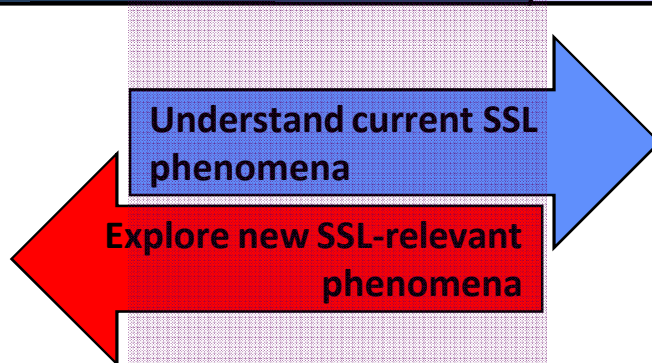 Understand current SSL
phenomena
Explore new SSL-relevant
phenomena